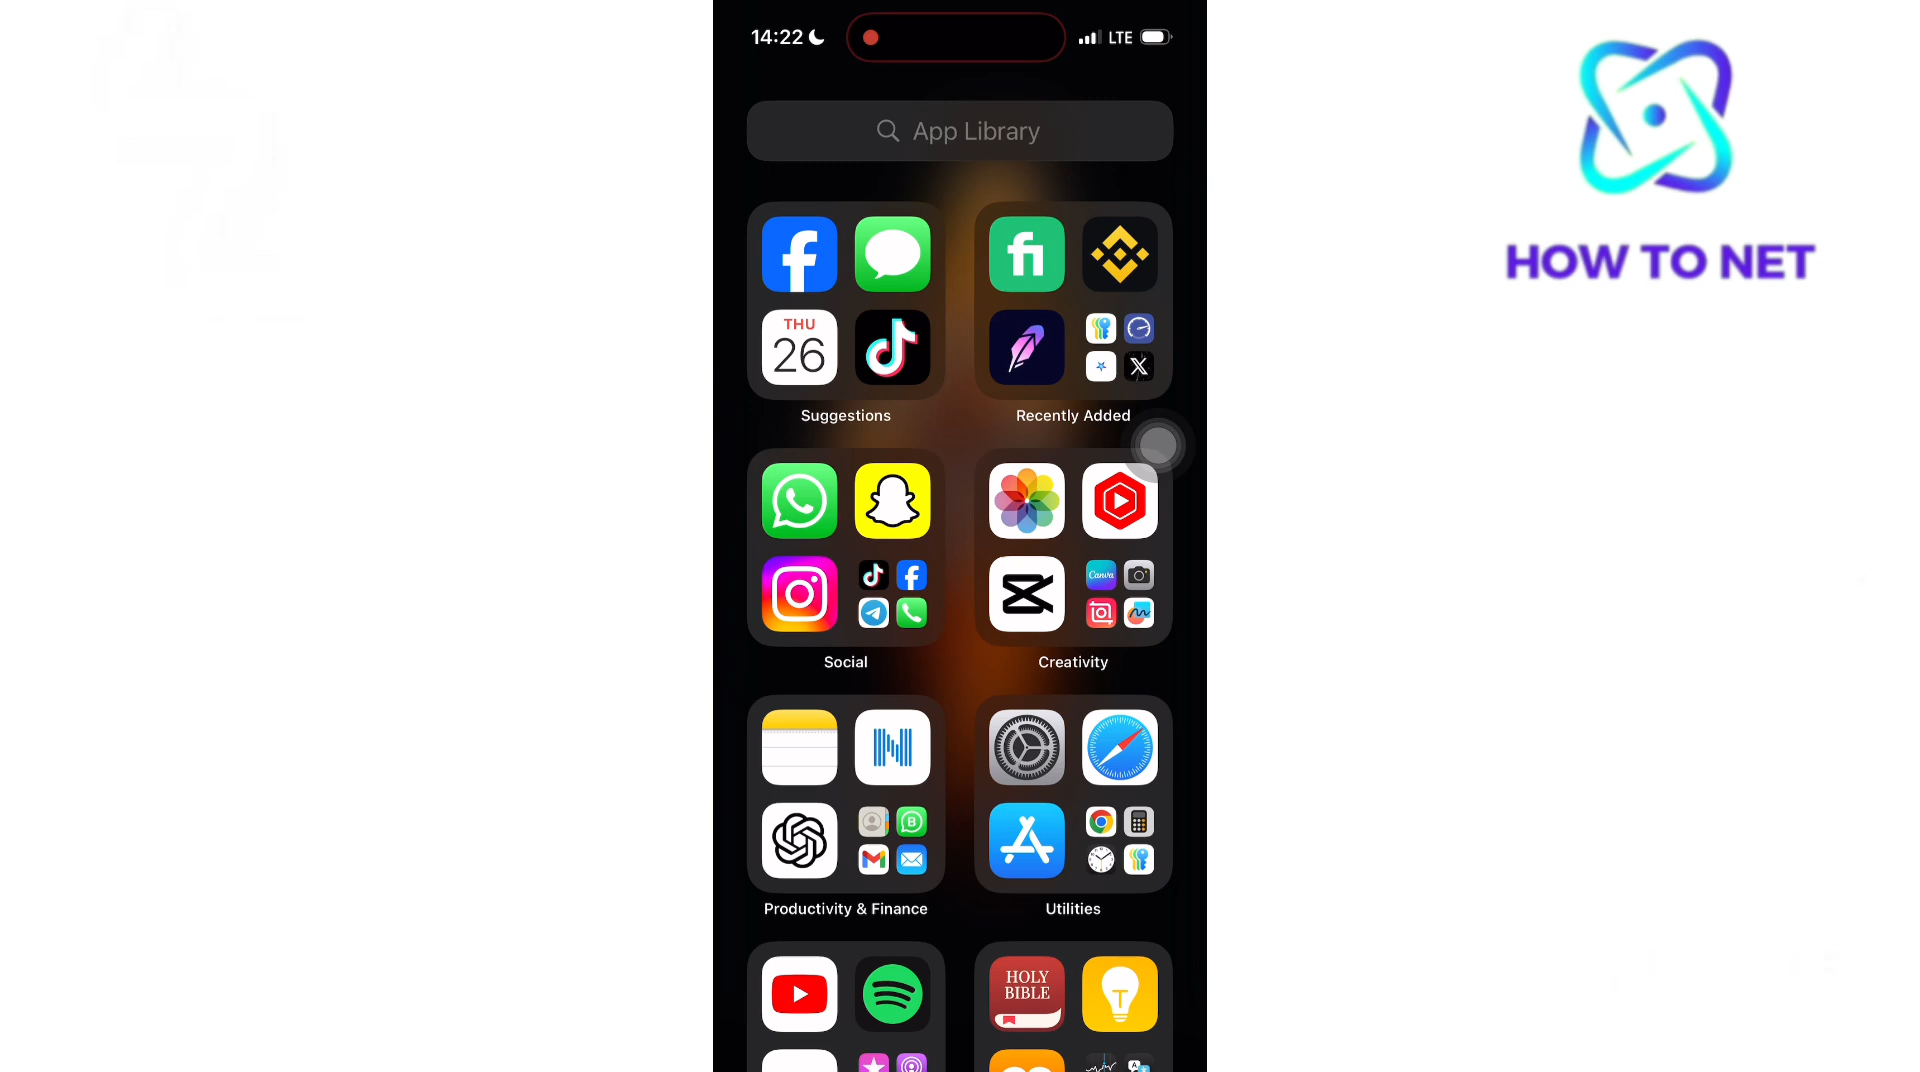 14:22
LTE
App Library
THU
26
Suggestions
Recently Added
Canva
Social
Creativity
Productivity & Finance
Utilities
HOLY
BIBLE
HOW TO NET